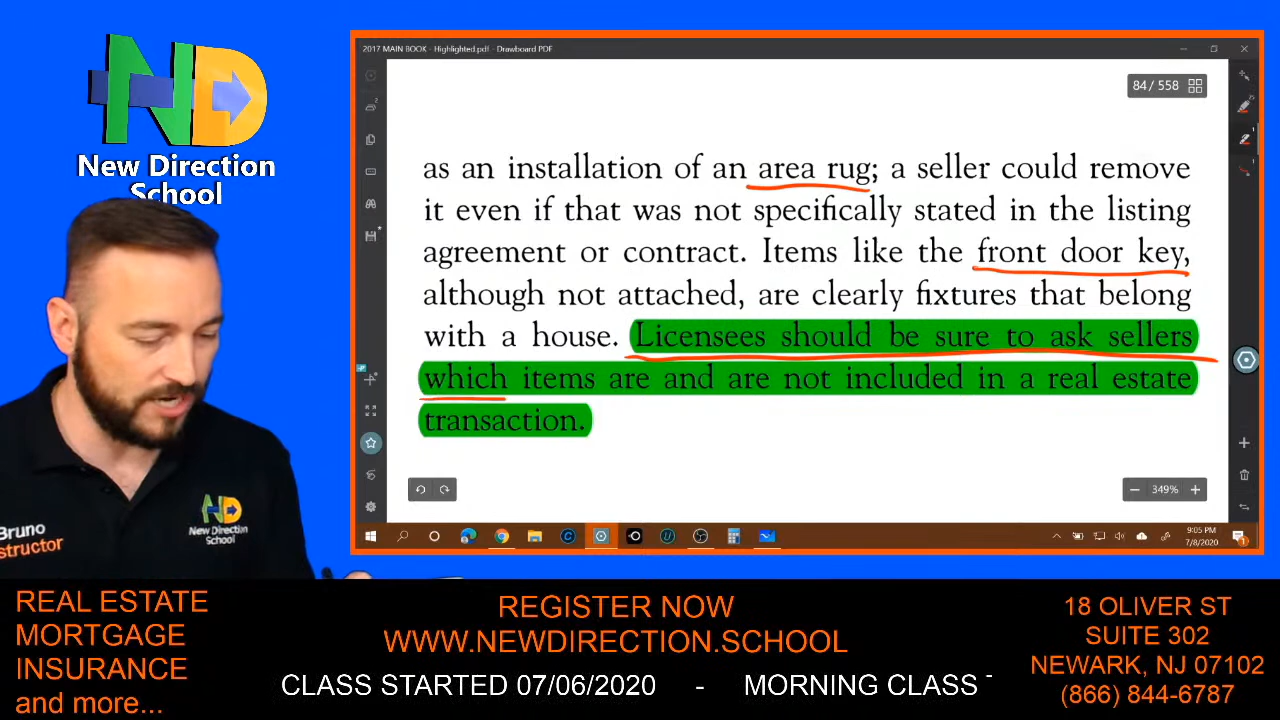 ND
New Direction
School
2017 MAIN BOOK - Highlighted.pdf - Drawboard PDF
84 / 558
as an installation of an area rug; a seller could remove
it even if that was not specifically stated in the listing
agreement or contract. Items like the front door key,
although not attached, are clearly fixtures that belong
with a house. Licensees should be sure to ask sellers
which items are and are not included in a real estate
transaction.
349%
9:05 PM
7/8/2020
Bruno
structor
ND
New Direction
School
REAL ESTATE
MORTGAGE
INSURANCE
and more...
REGISTER NOW
WWW.NEWDIRECTION.SCHOOL
CLASS STARTED 07/06/2020 - MORNING CLASS
18 OLIVER ST
SUITE 302
NEWARK, NJ 07102
(866) 844-6787